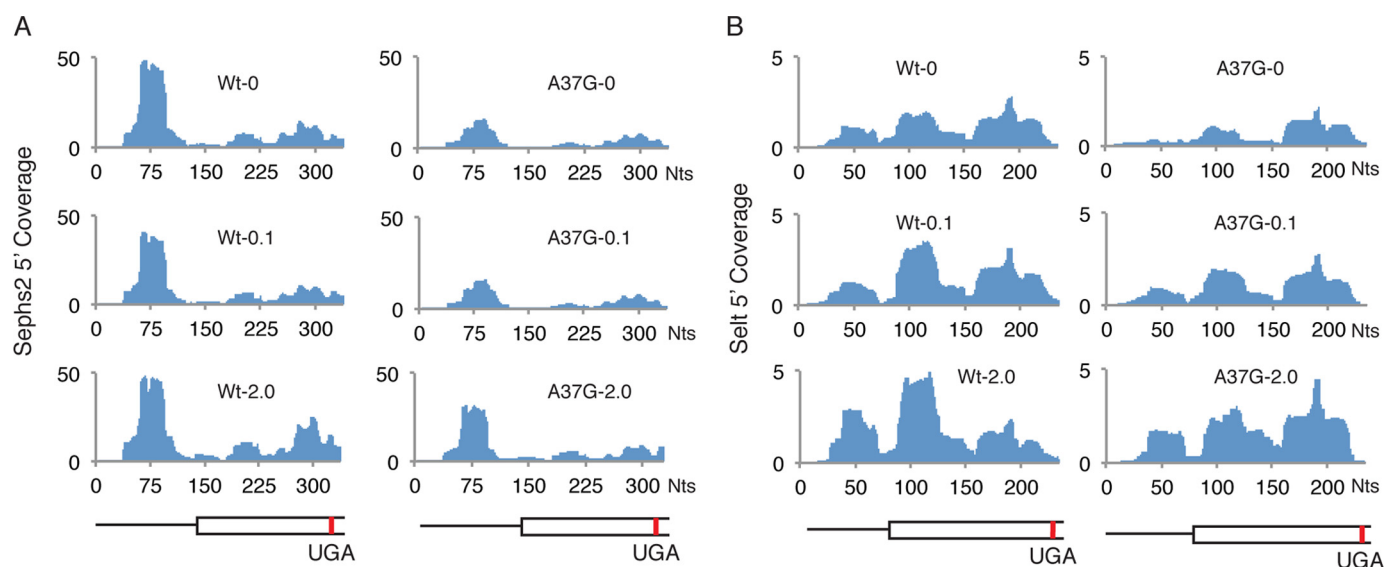 A
Sephs2 5' Coverage
50
Wt-0
0
0 75 150 225 300
50
A37G-0
0
0 75 150 225 300 Nts
50
Wt-0.1
0
0 75 150 225 300
50
A37G-0.1
0
0 75 150 225 300 Nts
50
Wt-2.0
0
0 75 150 225 300
50
A37G-2.0
0
0 75 150 225 300 Nts
UGA
UGA
B
Selt 5' Coverage
5
Wt-0
0
0 50 100 150 200
5
A37G-0
0
0 50 100 150 200 Nts
5
Wt-0.1
0
0 50 100 150 200
5
A37G-0.1
0
0 50 100 150 200 Nts
5
Wt-2.0
0
0 50 100 150 200
5
A37G-2.0
0
0 50 100 150 200 Nts
UGA
UGA